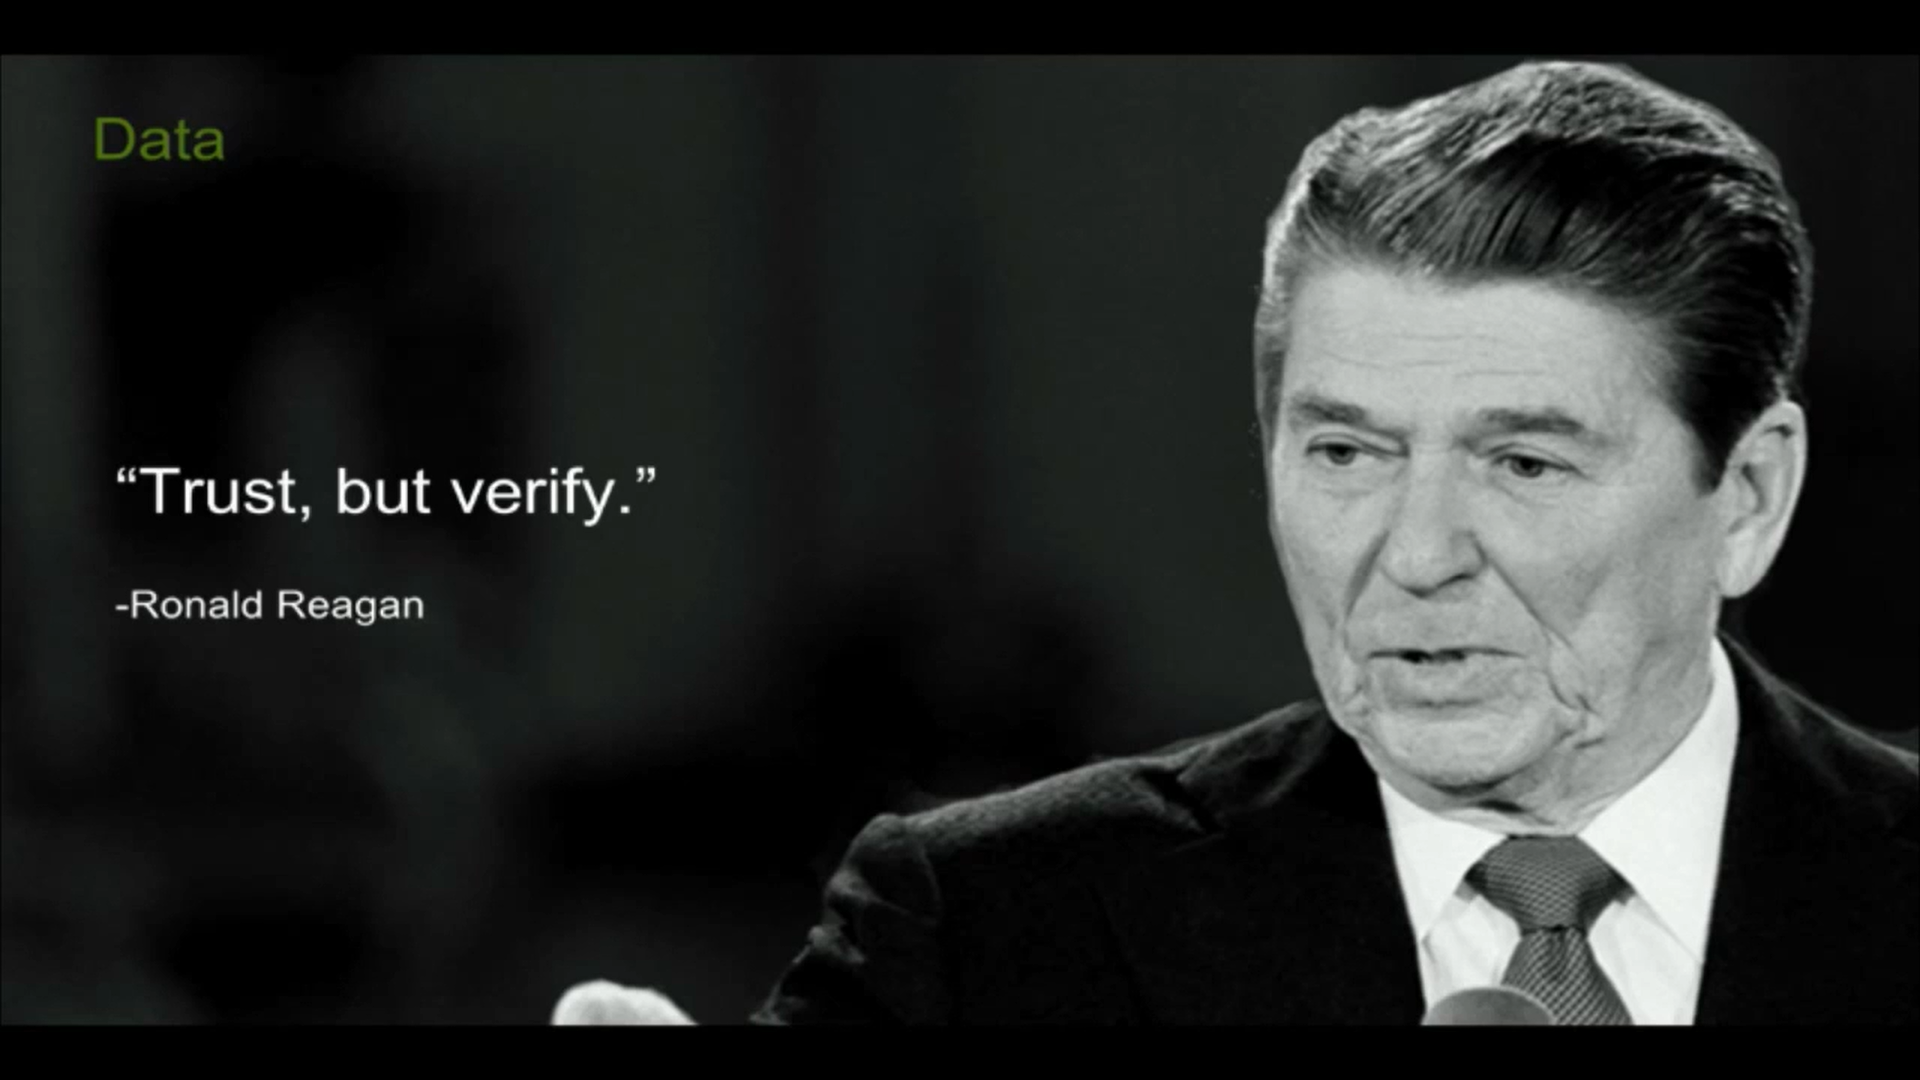 Data
“Trust, but verify.”
-Ronald Reagan